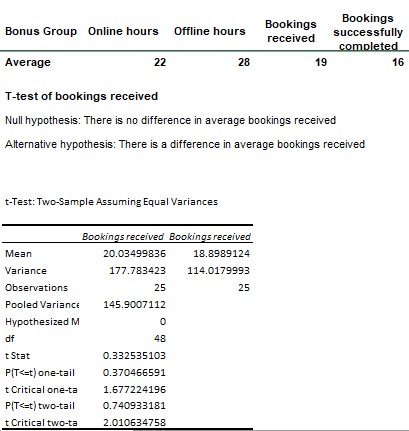 Bonus Group Online hours Offline hours Bookings received Bookings successfully completed
Average 22 28 19 16
T-test of bookings received
Null hypothesis: There is no difference in average bookings received
Alternative hypothesis: There is a difference in average bookings received
t-Test: Two-Sample Assuming Equal Variances
Bookings received Bookings received
Mean 20.03499836 18.8989124
Variance 177.783423 114.0179993
Observations 25 25
Pooled Variance 145.9007112
Hypothesized M 0
df 48
t Stat 0.332535103
P(T<=t) one-tail 0.370466591
t Critical one-ta 1.677224196
P(T<=t) two-tail 0.740933181
t Critical two-ta 2.010634758